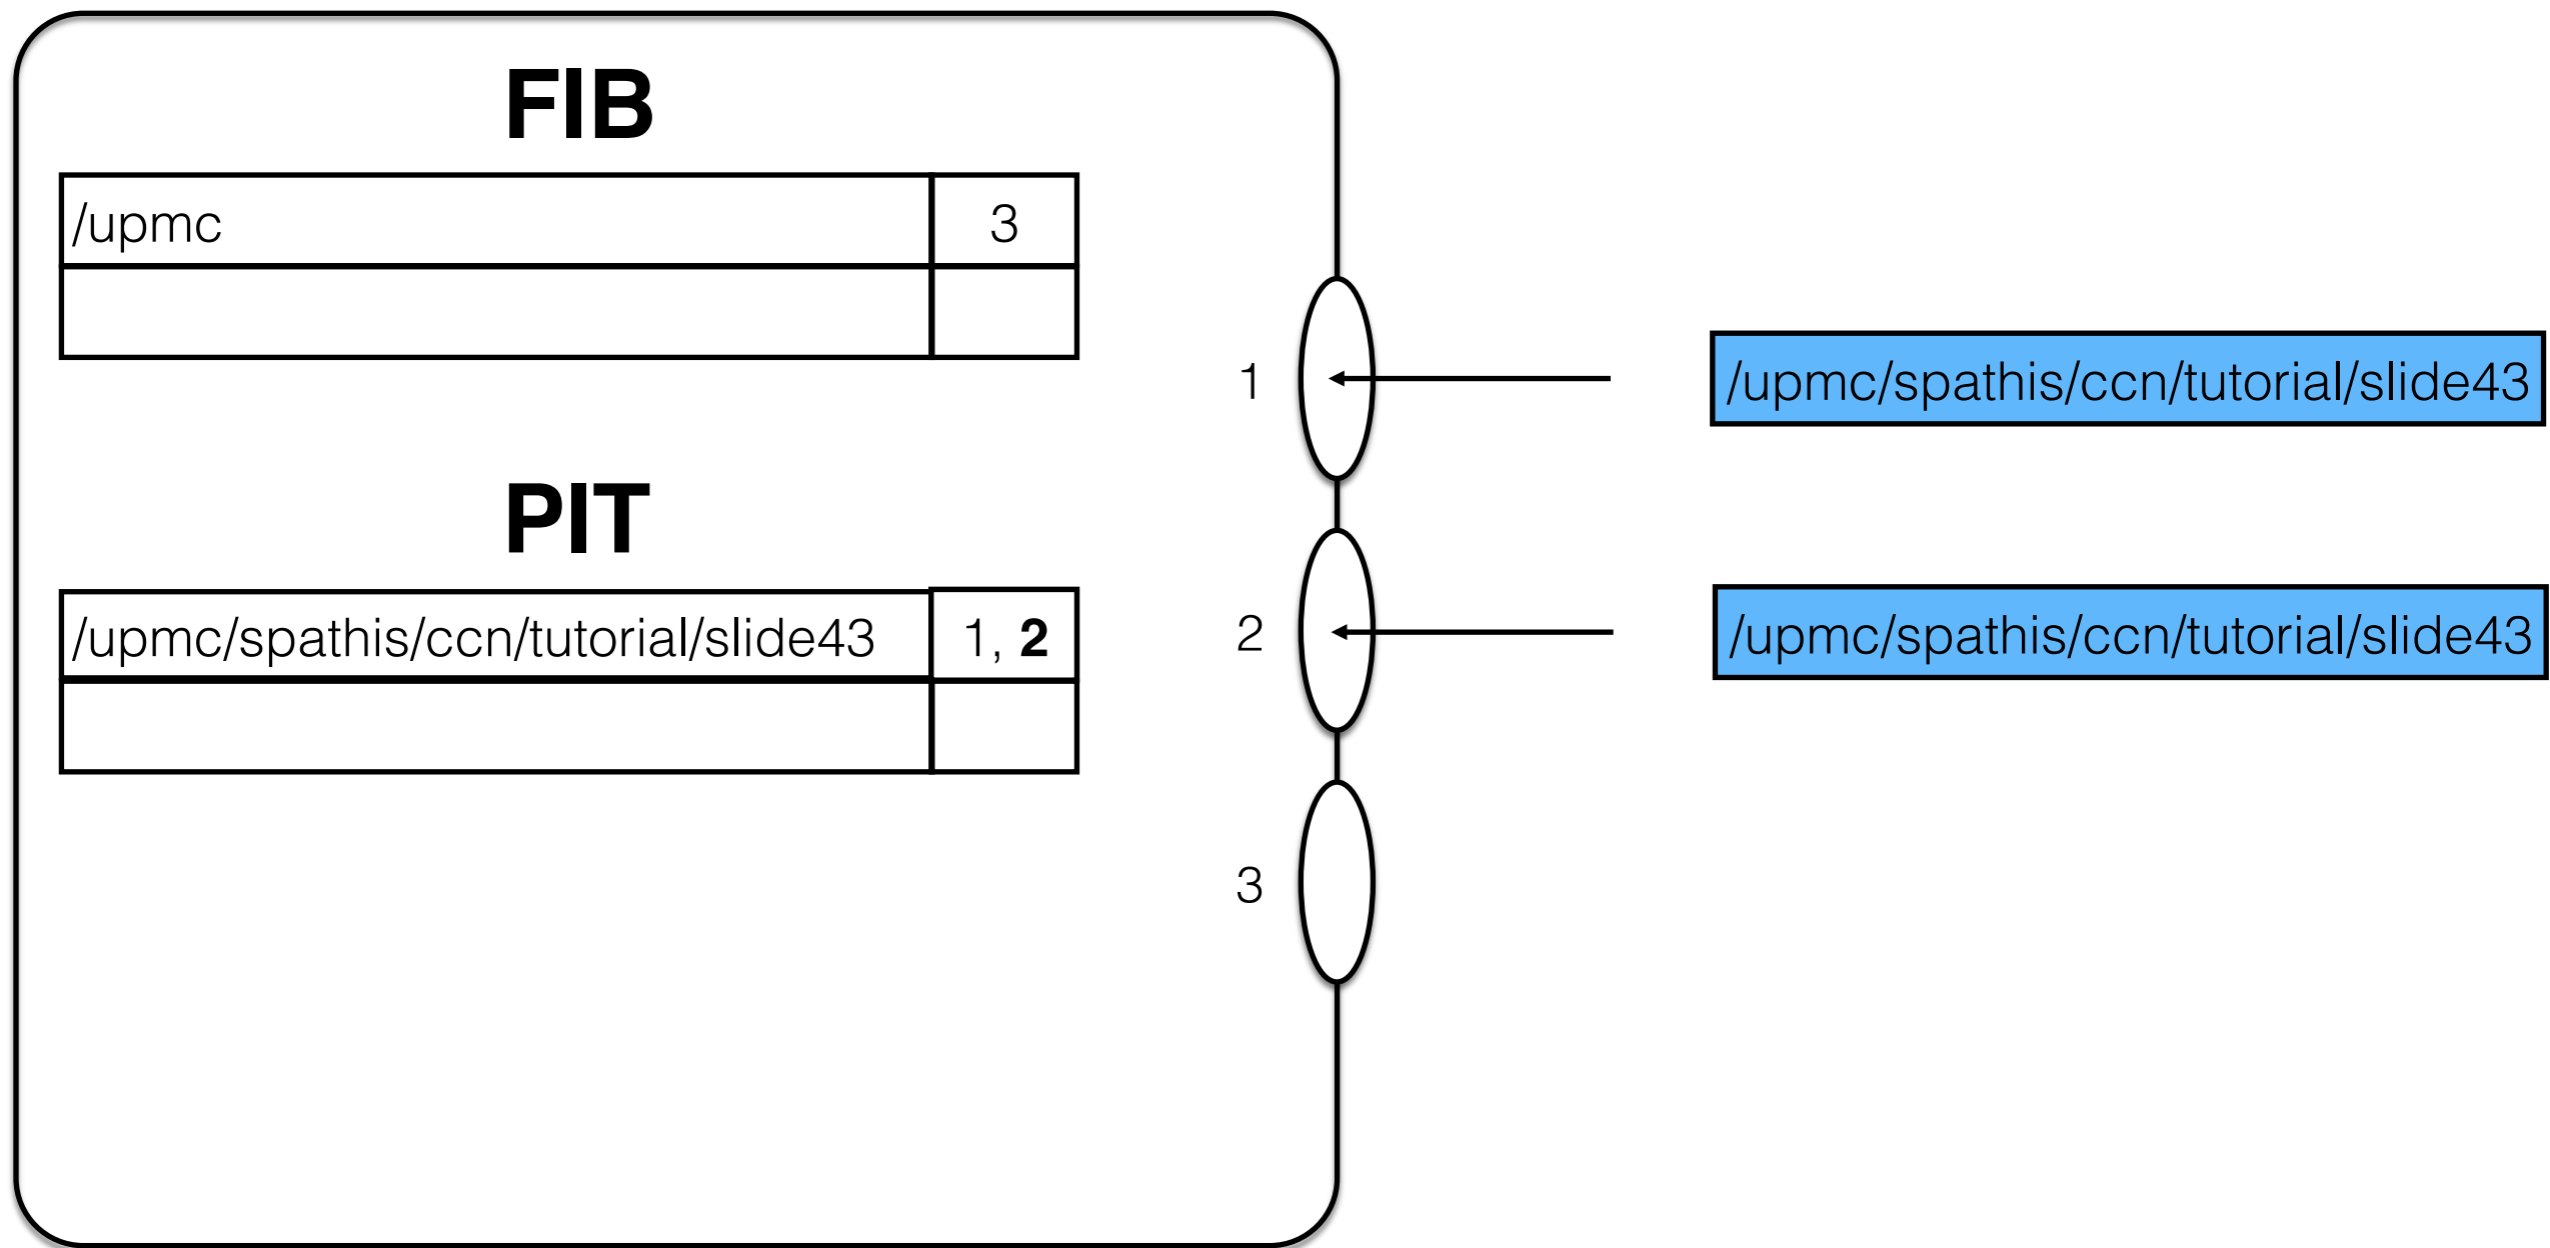 FIB
/upmc 3
1 /upmc/spathis/ccn/tutorial/slide43
PIT
/upmc/spathis/ccn/tutorial/slide43 1, 2
2 /upmc/spathis/ccn/tutorial/slide43
3